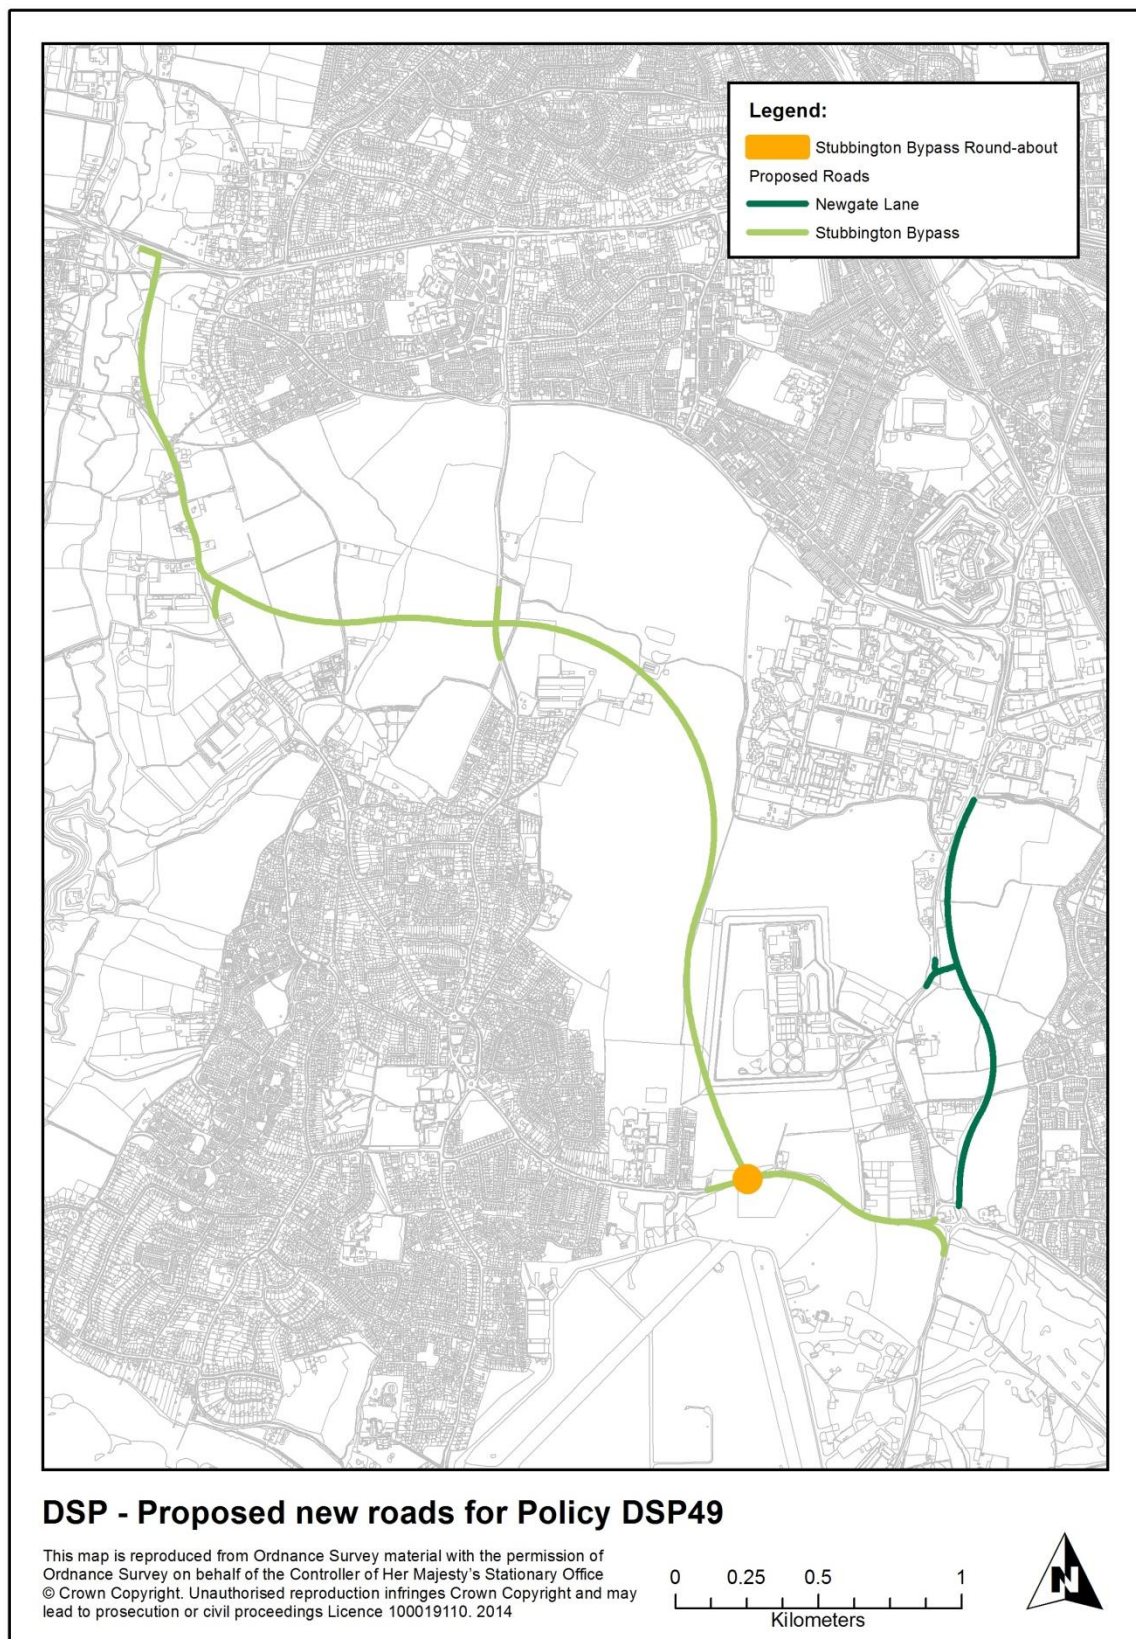 Legend:
Stubbington Bypass Round-about
Proposed Roads
Newgate Lane
Stubbington Bypass
DSP - Proposed new roads for Policy DSP49
This map is reproduced from Ordnance Survey material with the permission of
Ordnance Survey on behalf of the Controller of Her Majesty's Stationary Office
© Crown Copyright. Unauthorised reproduction infringes Crown Copyright and may
lead to prosecution or civil proceedings Licence 100019110. 2014
0 0.25 0.5 1
Kilometers
N